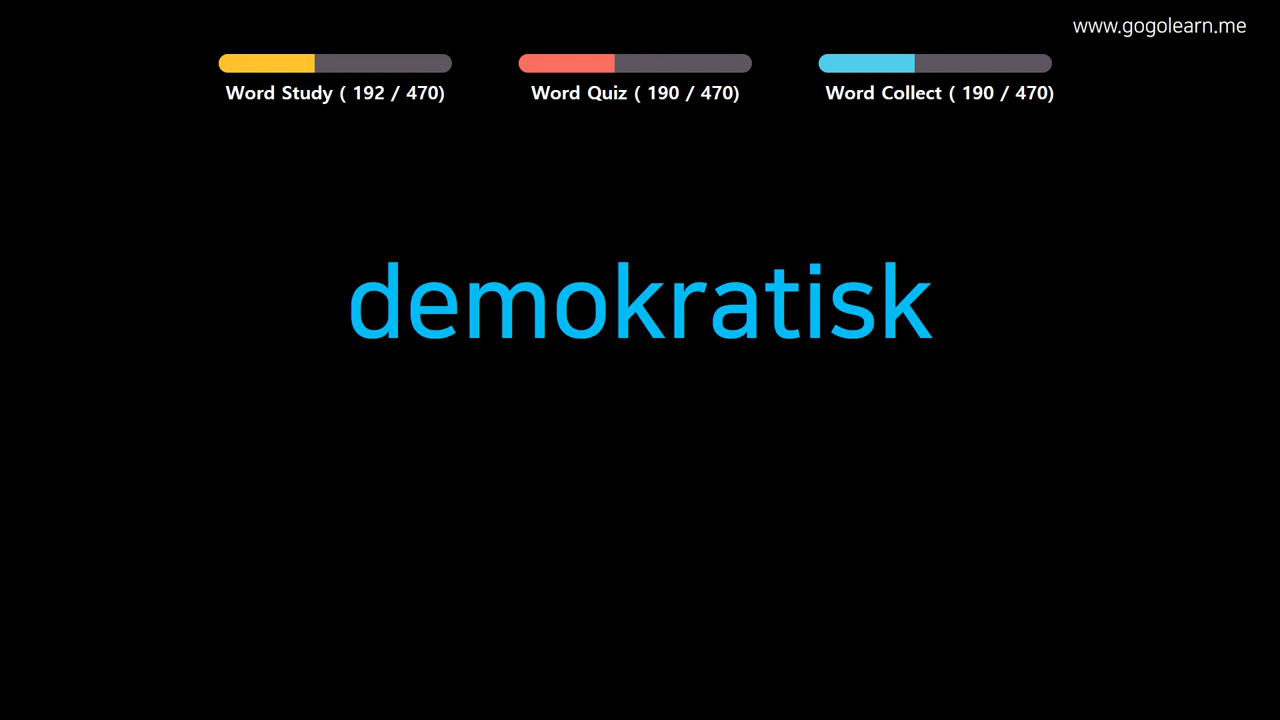 www.gogolearn.me
Word Study ( 192 / 470)
Word Quiz ( 190 / 470)
Word Collect ( 190 / 470)
demokratisk